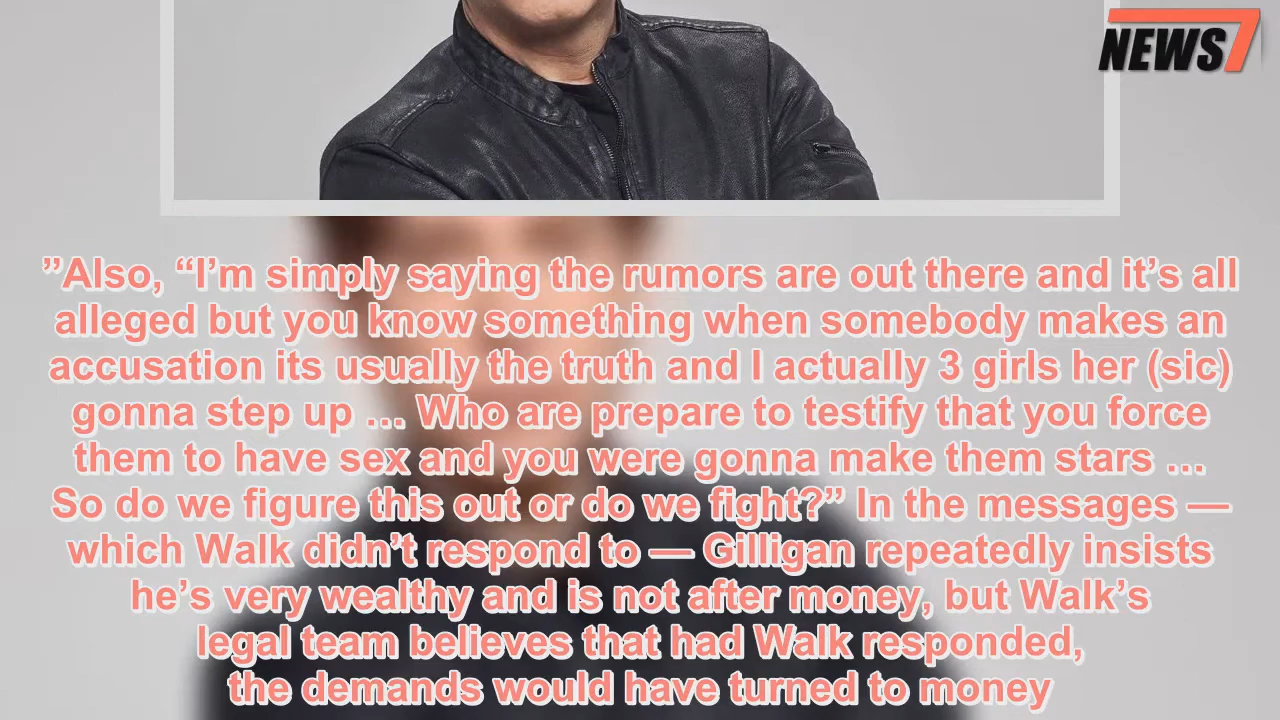 NEWS7
”Also, “I’m simply saying the rumors are out there and it’s all
alleged but you know something when somebody makes an
accusation its usually the truth and I actually 3 girls her (sic)
gonna step up … Who are prepare to testify that you force
them to have sex and you were gonna make them stars …
So do we figure this out or do we fight?” In the messages —
which Walk didn’t respond to — Gilligan repeatedly insists
he’s very wealthy and is not after money, but Walk’s
legal team believes that had Walk responded,
the demands would have turned to money